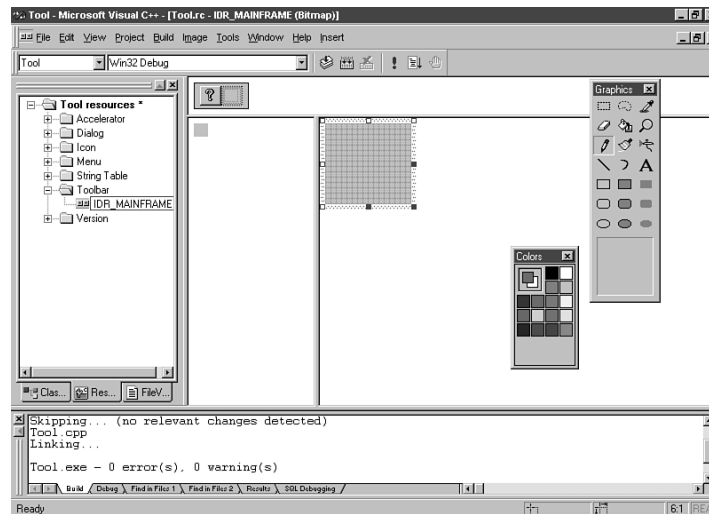 Tool - Microsoft Visual C++ - [Tool.rc - IDR_MAINFRAME (Bitmap)]
File Edit View Project Build Image Tools Window Help Insert
Tool Win32 Debug
Tool resources *
Accelerator
Dialog
Icon
Menu
String Table
Toolbar
IDR_MAINFRAME
Version
Graphics
A
Colors
Clas... Res... FileV...
Skipping... (no relevant changes detected)
Tool.cpp
Linking...
Tool.exe - 0 error(s), 0 warning(s)
Build Debug Find in Files 1 Find in Files 2 Results SQL Debugging
Ready 6:1 REA